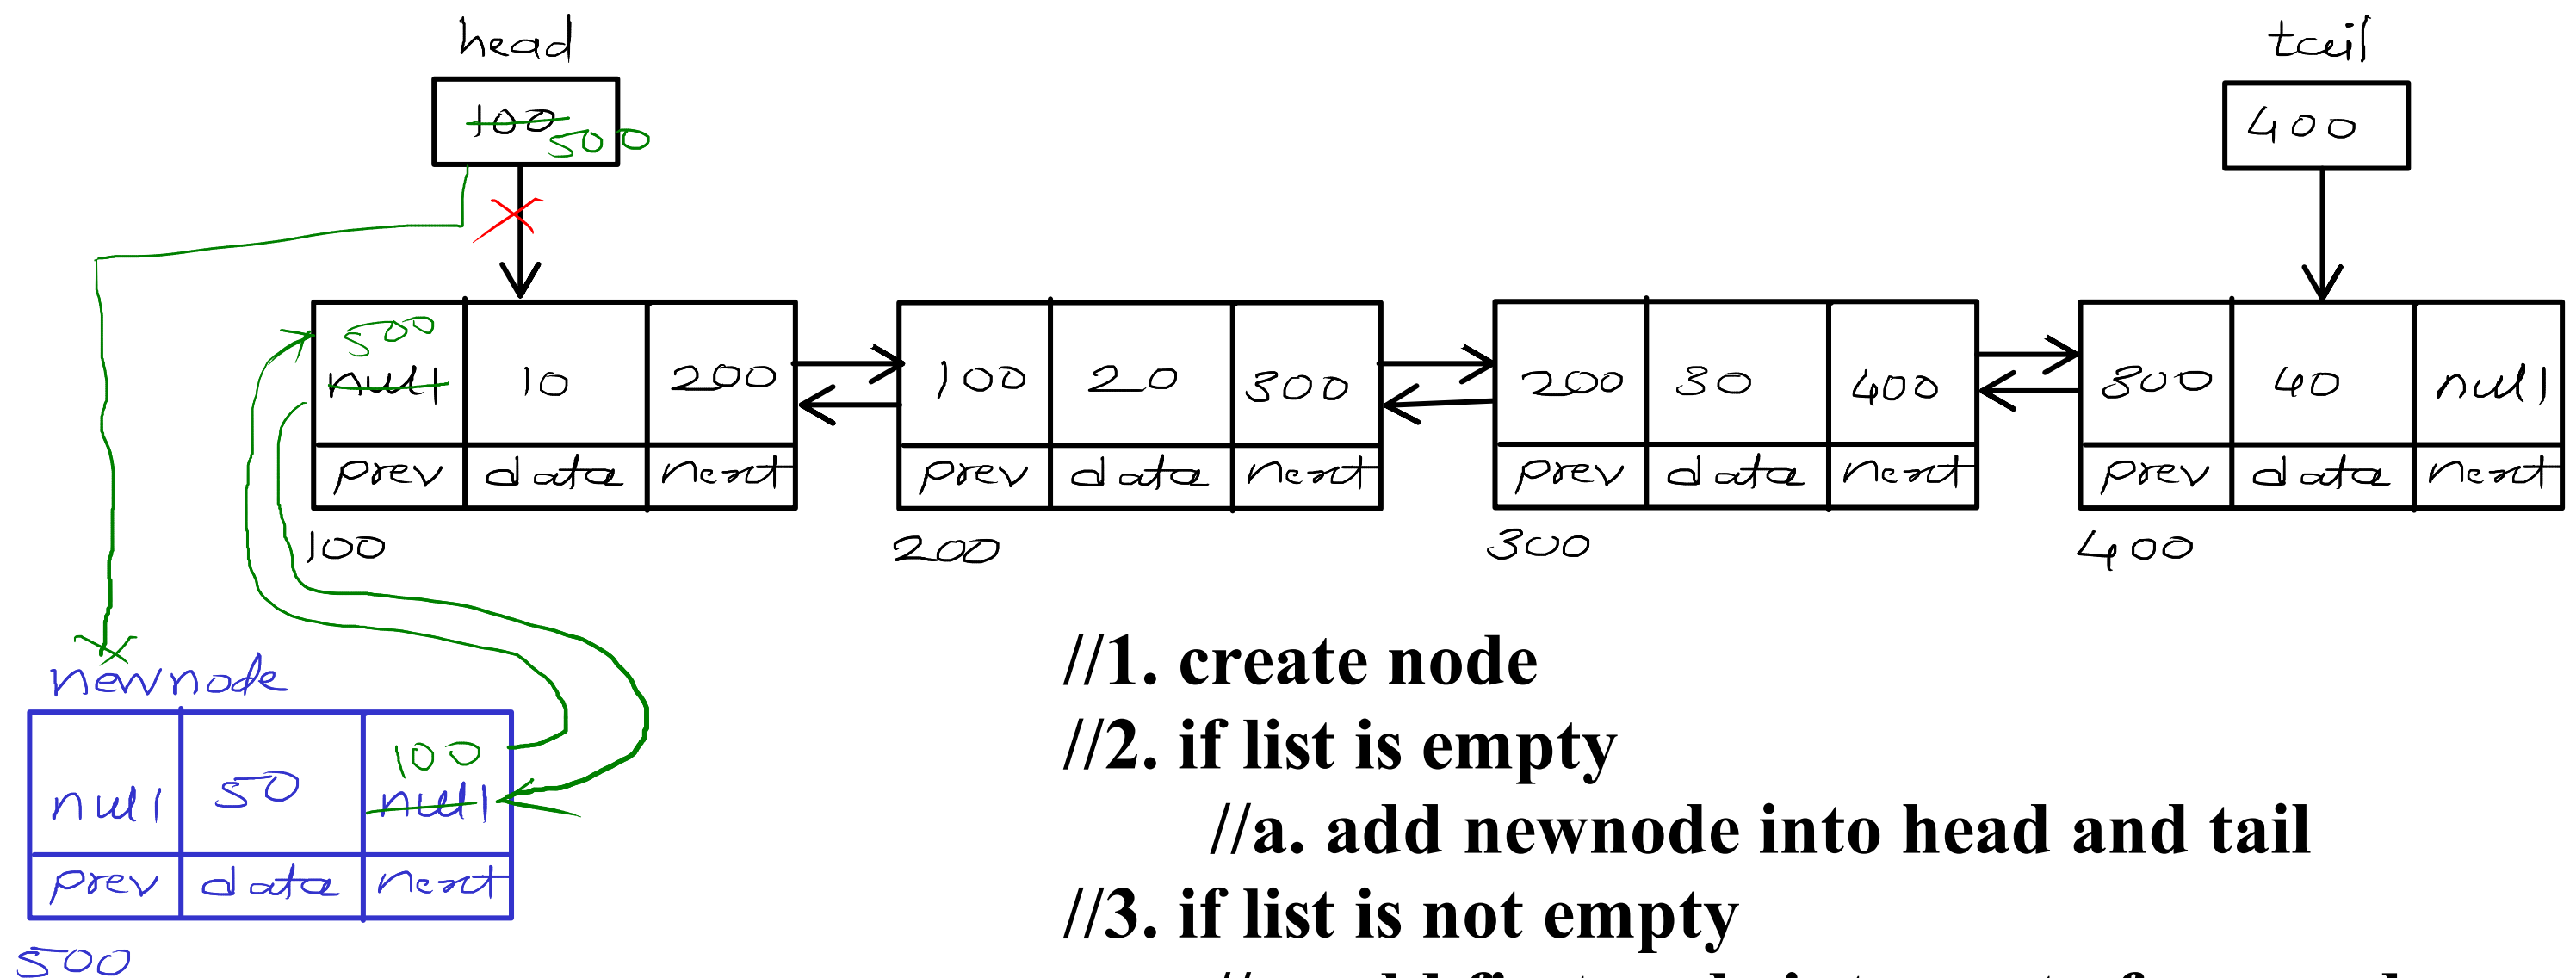 head tail
100 500 400
500
null 10 200 100 20 300 200 30 400 300 40 null
prev data next prev data next prev data next prev data next
100 200 300 400
//1. create node
newnode
//2. if list is empty
100
null 50 null
//a. add newnode into head and tail
prev data next
//3. if list is not empty
500